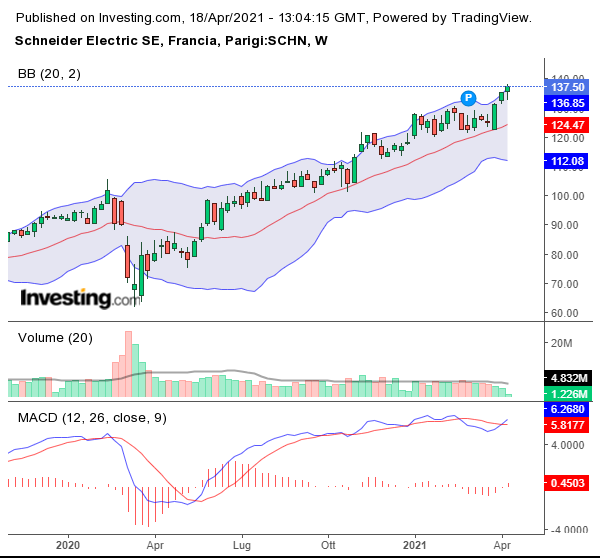 Published on Investing.com, 18/Apr/2021 - 13:04:15 GMT, Powered by TradingView.
Schneider Electric SE, Francia, Parigi:SCHN, W
BB (20, 2)
140.00
137.50
136.85
124.47
120.00
112.08
100.00
90.00
80.00
70.00
60.00
P
Investing.com
Volume (20)
20M
4.832M
1.226M
MACD (12, 26, close, 9)
6.2680
5.8177
4.0000
0.4503
-4.0000
2020 Apr Lug Ott 2021 Apr